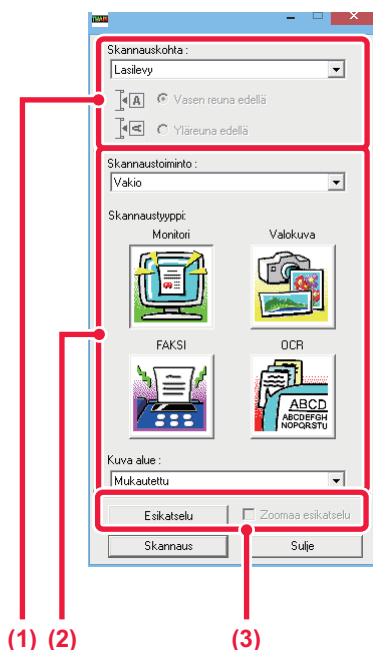 TWAIN
Skannauskohta :
Lasilevy
A Vasen reuna edellä
A Yläreuna edellä
Skannaustoiminto :
Vakio
Skannaustyyppi:
Monitori Valokuva
FAKSI OCR
ABCD
ABCDEFGH
NOPQRSTU
Kuva alue :
Mukautettu
Esikatselu Zoomaa esikatselu
Skannaus Sulje
(1) (2) (3)